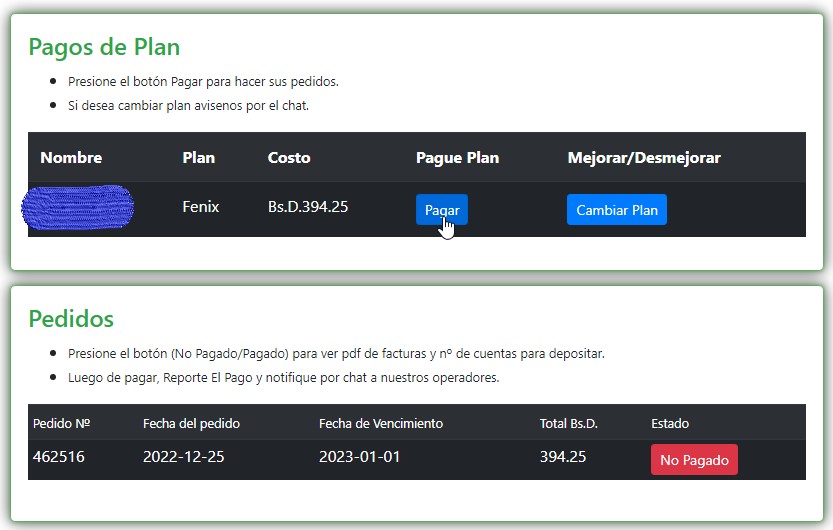 Pagos de Plan
Presione el botón Pagar para hacer sus pedidos.
Si desea cambiar plan avisenos por el chat.
Nombre Plan Costo Pague Plan Mejorar/Desmejorar
Fenix Bs.D.394.25 Pagar Cambiar Plan
Pedidos
Presione el botón (No Pagado/Pagado) para ver pdf de facturas y nº de cuentas para depositar.
Luego de pagar, Reporte El Pago y notifique por chat a nuestros operadores.
Pedido Nº Fecha del pedido Fecha de Vencimiento Total Bs.D. Estado
462516 2022-12-25 2023-01-01 394.25 No Pagado